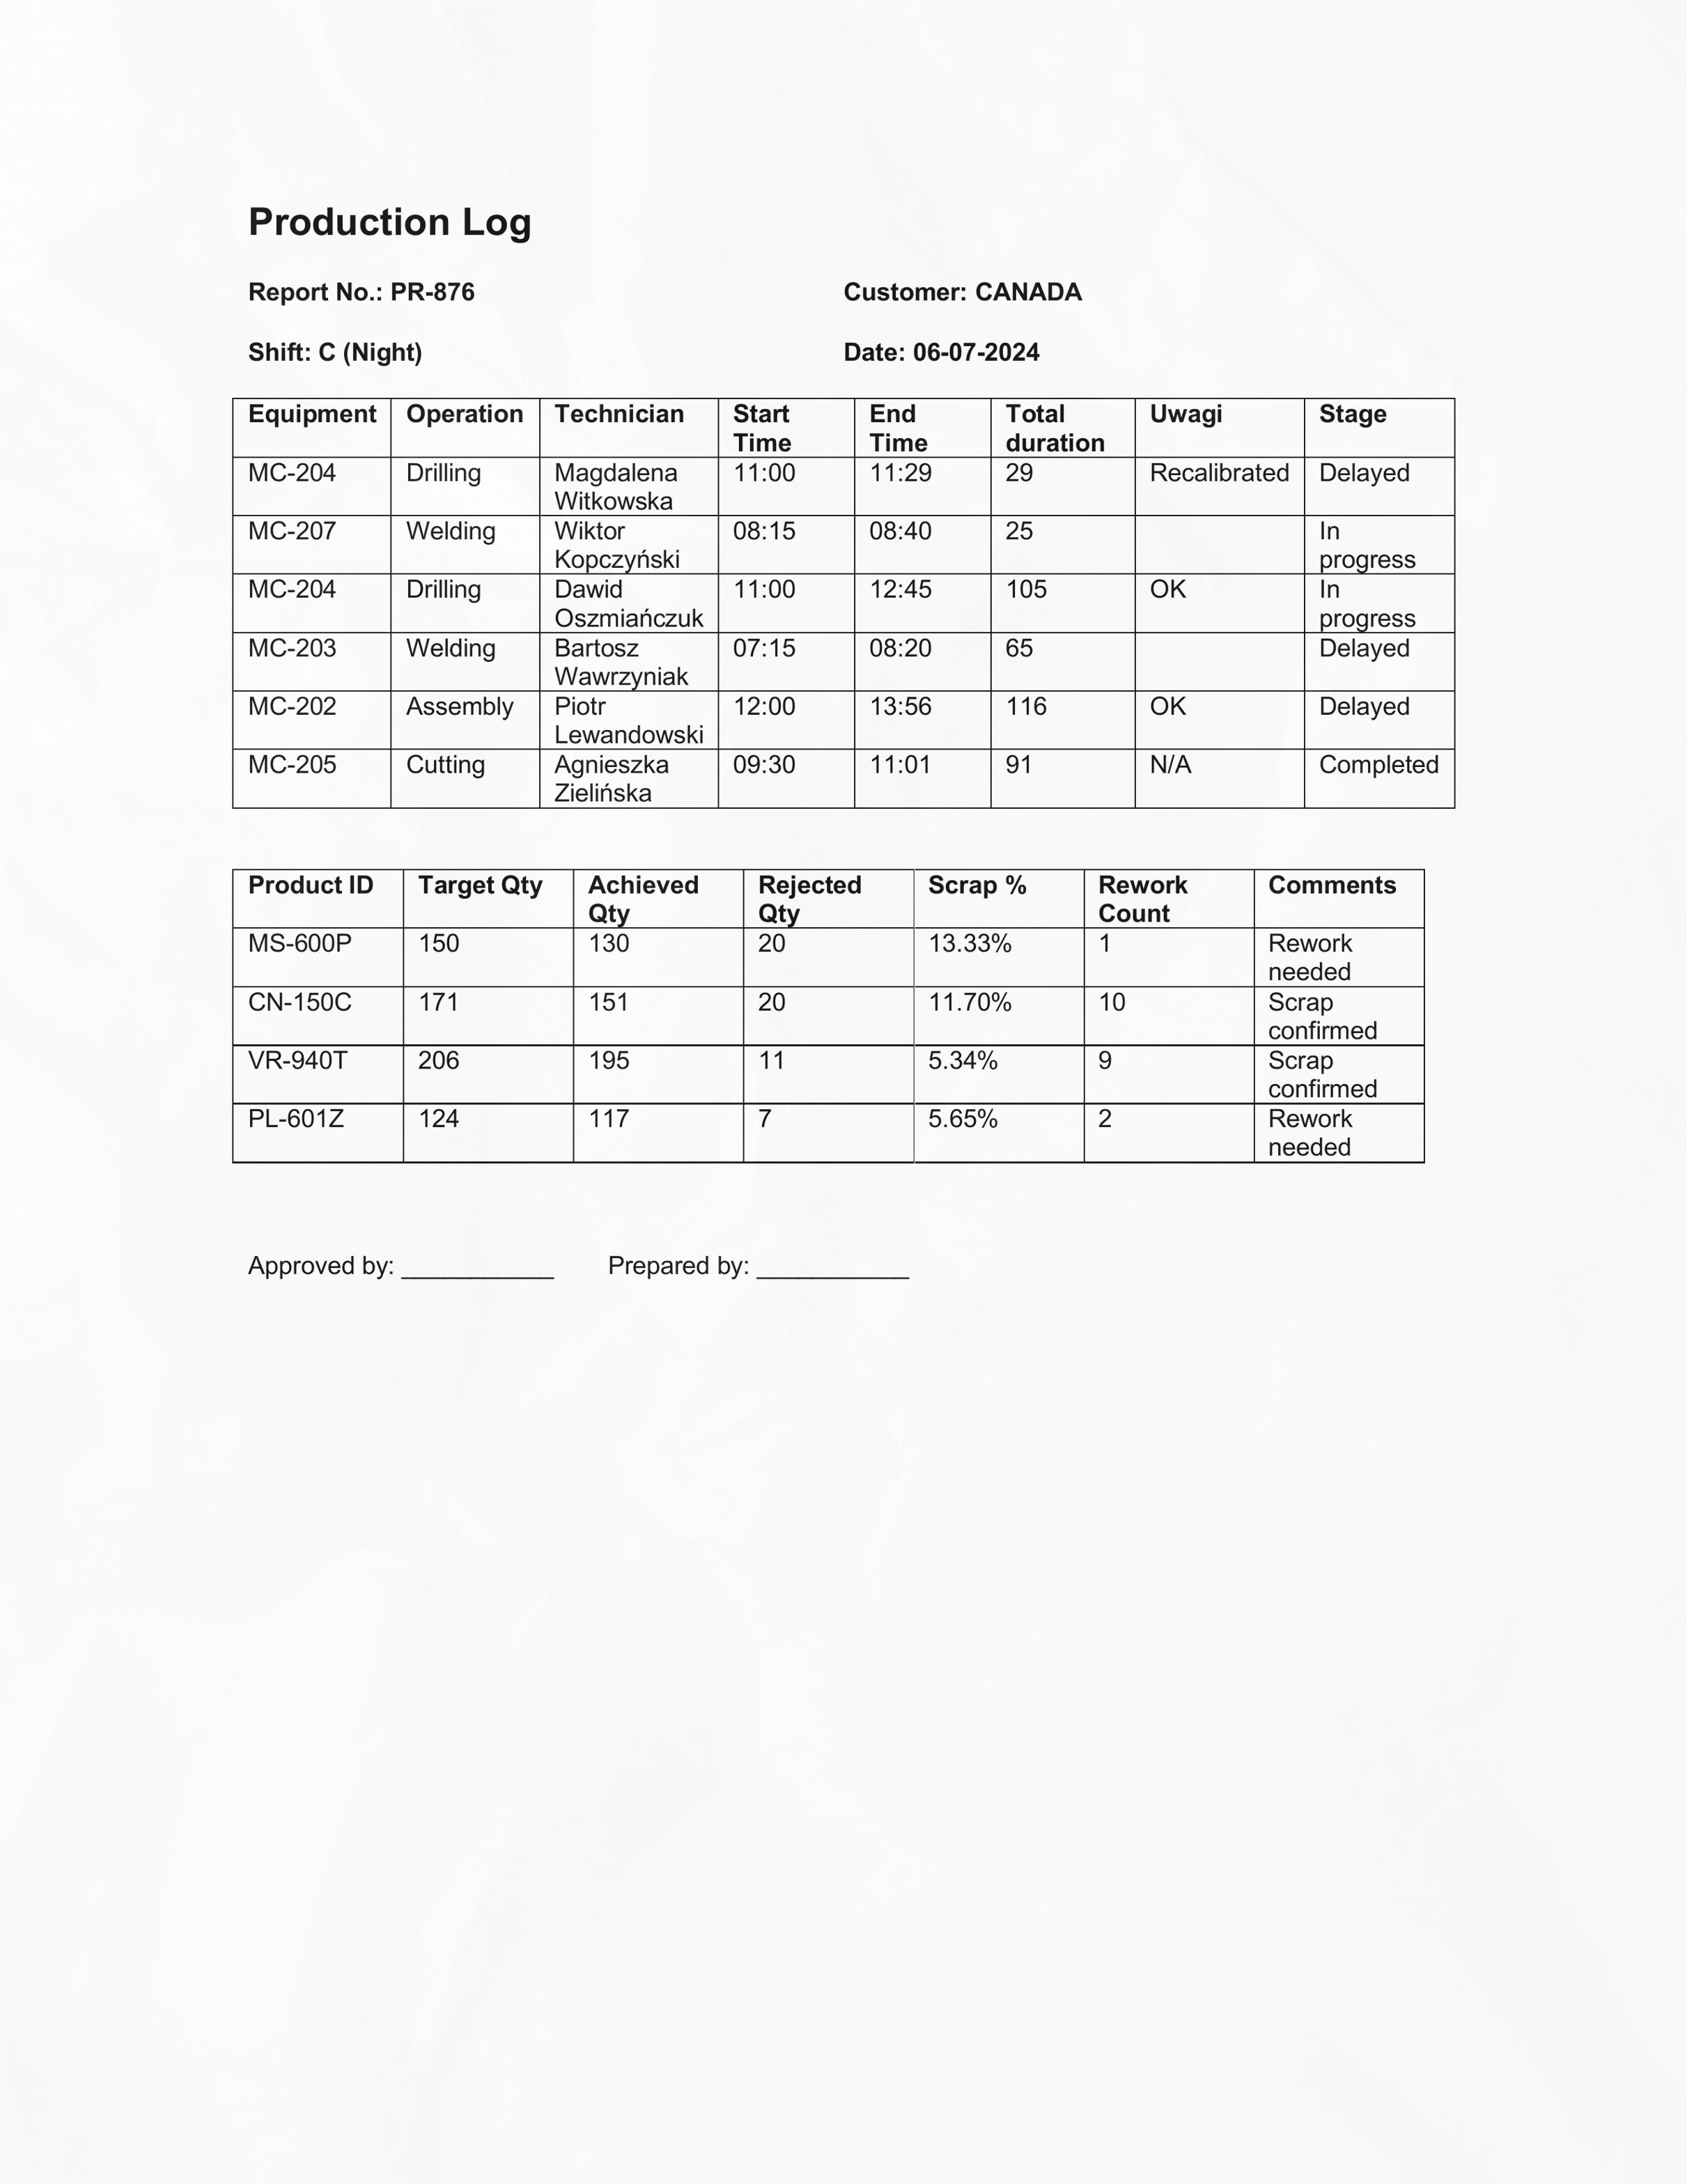 Production Log
Report No.: PR-876 Customer: CANADA
Shift: C (Night) Date: 06-07-2024
Equipment Operation Technician Start Time End Time Total duration Uwagi Stage
MC-204 Drilling Magdalena Witkowska 11:00 11:29 29 Recalibrated Delayed
MC-207 Welding Wiktor Kopczyński 08:15 08:40 25 In progress
MC-204 Drilling Dawid Oszmiańczuk 11:00 12:45 105 OK In progress
MC-203 Welding Bartosz Wawrzyniak 07:15 08:20 65 Delayed
MC-202 Assembly Piotr Lewandowski 12:00 13:56 116 OK Delayed
MC-205 Cutting Agnieszka Zielińska 09:30 11:01 91 N/A Completed
Product ID Target Qty Achieved Qty Rejected Qty Scrap % Rework Count Comments
MS-600P 150 130 20 13.33% 1 Rework needed
CN-150C 171 151 20 11.70% 10 Scrap confirmed
VR-940T 206 195 11 5.34% 9 Scrap confirmed
PL-601Z 124 117 7 5.65% 2 Rework needed
Approved by: ___________ Prepared by: ___________